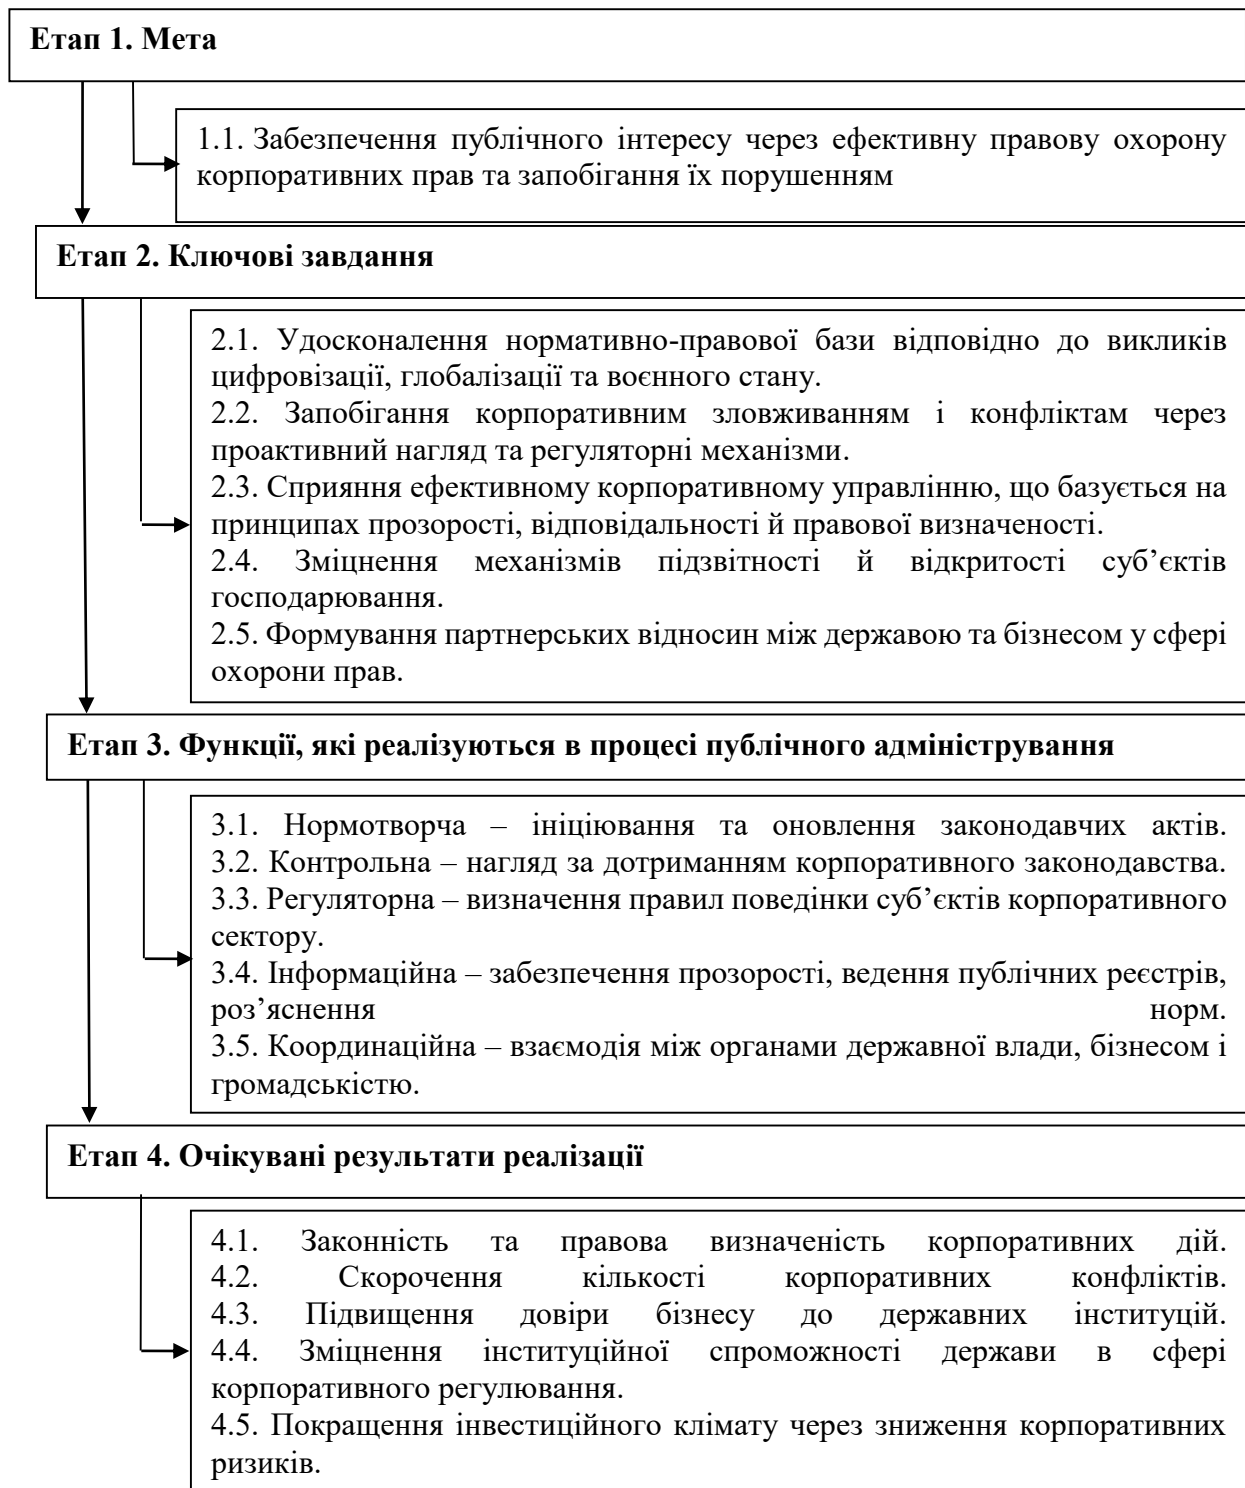 Етап 1. Мета
1.1. Забезпечення публічного інтересу через ефективну правову охорону
корпоративних прав та запобігання їх порушенням
Етап 2. Ключові завдання
2.1. Удосконалення нормативно-правової бази відповідно до викликів
цифровізації, глобалізації та воєнного стану.
2.2. Запобігання корпоративним зловживанням і конфліктам через
проактивний нагляд та регуляторні механізми.
2.3. Сприяння ефективному корпоративному управлінню, що базується на
принципах прозорості, відповідальності й правової визначеності.
2.4. Зміцнення механізмів підзвітності й відкритості суб’єктів
господарювання.
2.5. Формування партнерських відносин між державою та бізнесом у сфері
охорони прав.
Етап 3. Функції, які реалізуються в процесі публічного адміністрування
3.1. Нормотворча – ініціювання та оновлення законодавчих актів.
3.2. Контрольна – нагляд за дотриманням корпоративного законодавства.
3.3. Регуляторна – визначення правил поведінки суб’єктів корпоративного
сектору.
3.4. Інформаційна – забезпечення прозорості, ведення публічних реєстрів,
роз’яснення норм.
3.5. Координаційна – взаємодія між органами державної влади, бізнесом і
громадськістю.
Етап 4. Очікувані результати реалізації
4.1. Законність та правова визначеність корпоративних дій.
4.2. Скорочення кількості корпоративних конфліктів.
4.3. Підвищення довіри бізнесу до державних інституцій.
4.4. Зміцнення інституційної спроможності держави в сфері
корпоративного регулювання.
4.5. Покращення інвестиційного клімату через зниження корпоративних
ризиків.